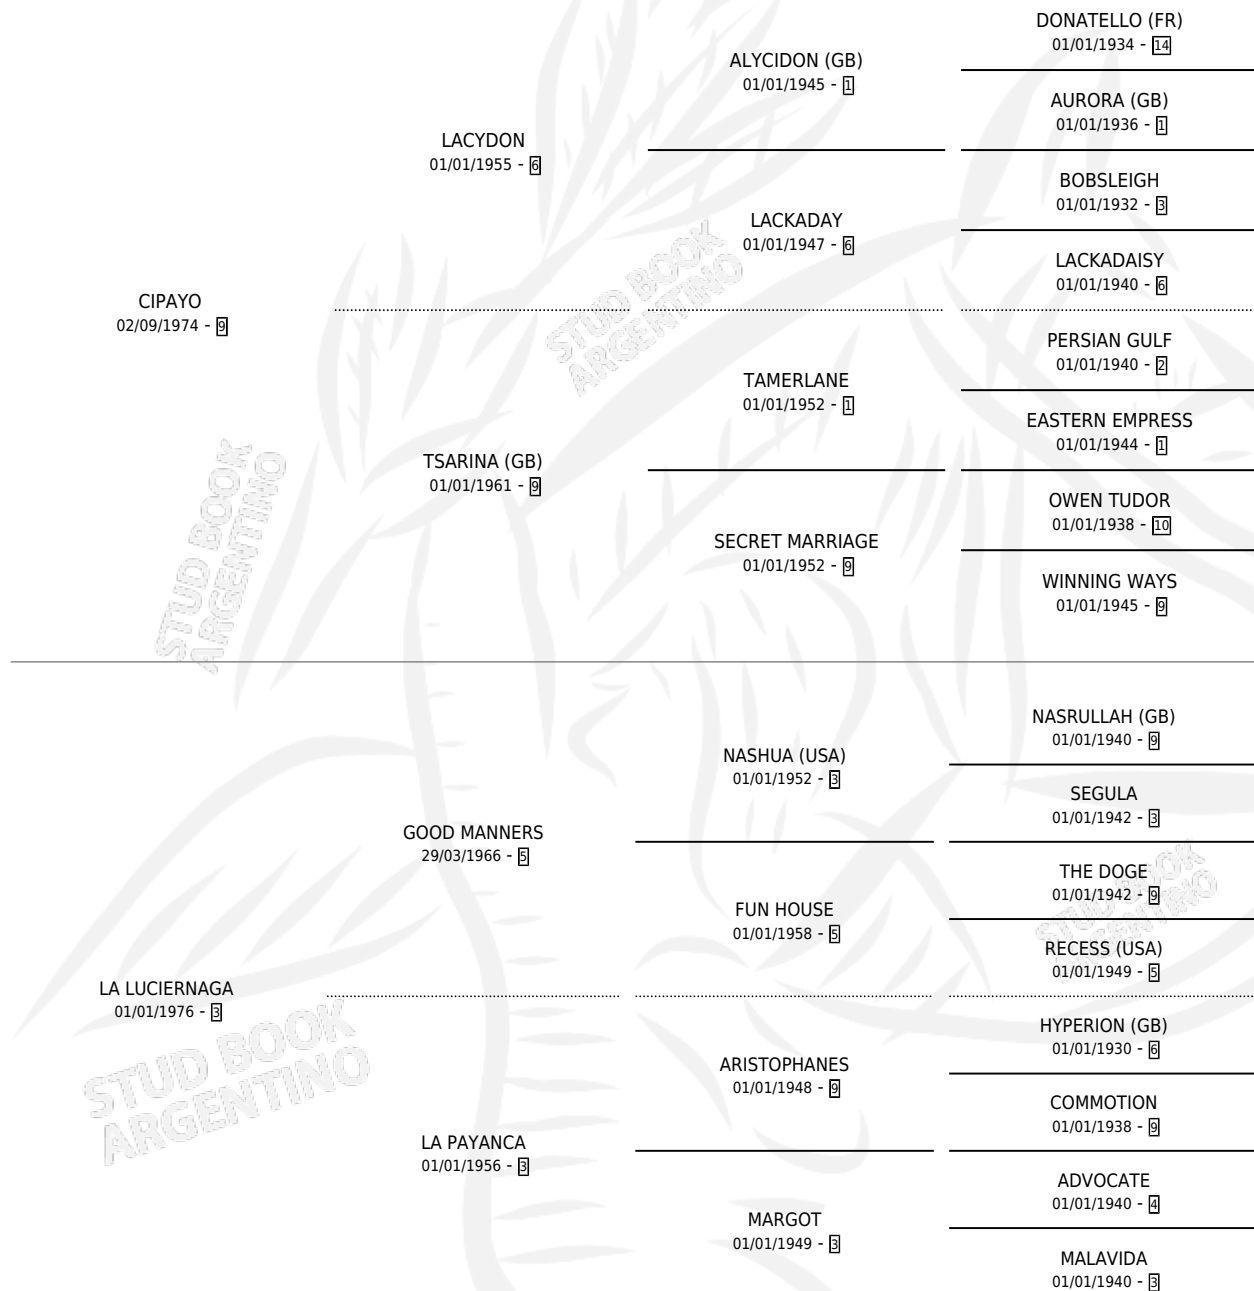 DONATELLO (FR)
01/01/1934 - 14
ALYCIDON (GB)
01/01/1945 - 1
AURORA (GB)
01/01/1936 - 1
LACYDON
01/01/1955 - 6
BOBSLEIGH
01/01/1932 - 3
LACKADAY
01/01/1947 - 6
LACKADAISY
01/01/1940 - 6
CIPAYO
02/09/1974 - 9
STUD BOOK
ARGENTINO
PERSIAN GULF
01/01/1940 - 2
TAMERLANE
01/01/1952 - 1
EASTERN EMPRESS
01/01/1944 - 1
TSARINA (GB)
01/01/1961 - 9
OWEN TUDOR
01/01/1938 - 10
SECRET MARRIAGE
01/01/1952 - 9
WINNING WAYS
01/01/1945 - 9
STUD BOOK
ARGENTINO
NASRULLAH (GB)
01/01/1940 - 9
NASHUA (USA)
01/01/1952 - 3
SEGULA
01/01/1942 - 3
GOOD MANNERS
29/03/1966 - 5
THE DOGE
01/01/1942 - 9
FUN HOUSE
01/01/1958 - 5
STUD BOOK
ARGENTINO
RECESS (USA)
01/01/1949 - 5
LA LUCIERNAGA
01/01/1976 - 3
HYPERION (GB)
01/01/1930 - 6
ARISTOPHANES
01/01/1948 - 9
STUD BOOK
ARGENTINO
COMMOTION
01/01/1938 - 9
LA PAYANCA
01/01/1956 - 3
ADVOCATE
01/01/1940 - 4
MARGOT
01/01/1949 - 3
MALAVIDA
01/01/1940 - 3